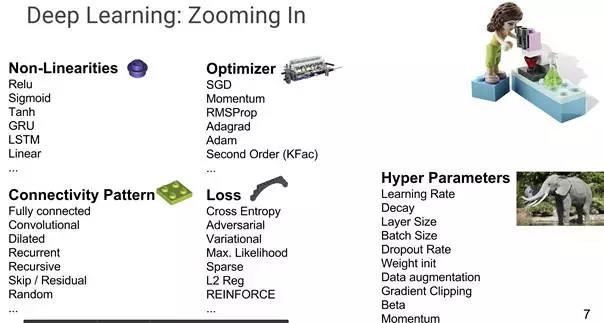 Deep Learning: Zooming In
Non-Linearities
Relu
Sigmoid
Tanh
GRU
LSTM
Linear
...
Optimizer
SGD
Momentum
RMSProp
Adagrad
Adam
Second Order (KFac)
...
Connectivity Pattern
Fully connected
Convolutional
Dilated
Recurrent
Recursive
Skip / Residual
Random
...
Loss
Cross Entropy
Adversarial
Variational
Max. Likelihood
Sparse
L2 Reg
REINFORCE
...
Hyper Parameters
Learning Rate
Decay
Layer Size
Batch Size
Dropout Rate
Weight init
Data augmentation
Gradient Clipping
Beta
Momentum
7